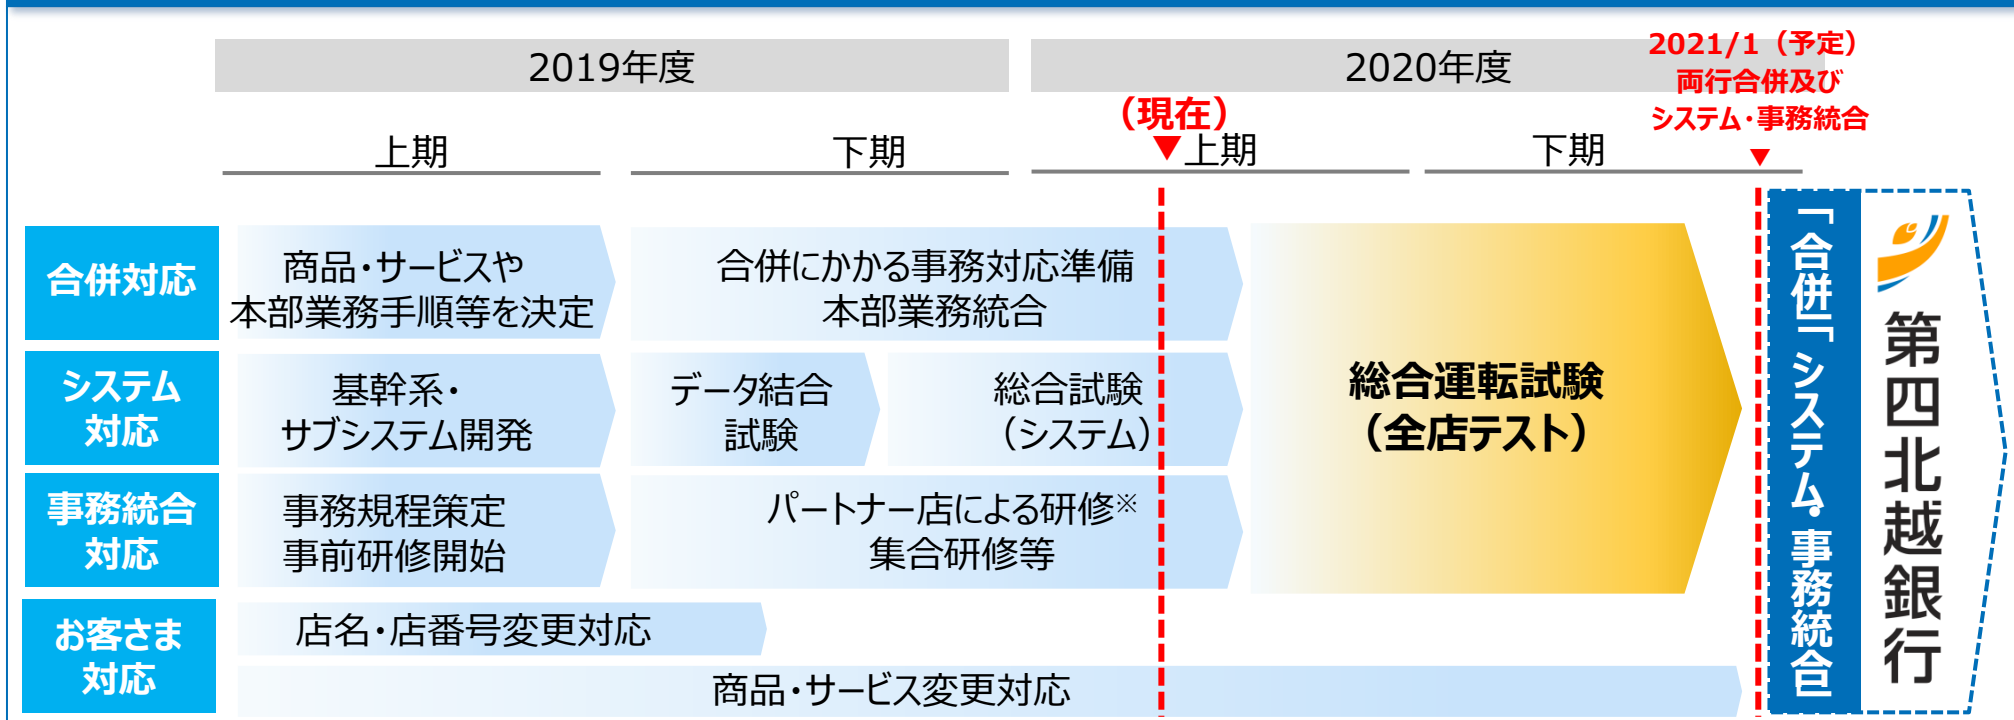 2019年度
2020年度
2021/1（予定）
両行合併及び
システム・事務統合
（現在）
上期
下期
上期
下期
合併対応
商品・サービスや
本部業務手順等を決定
合併にかかる事務対応準備
本部業務統合
システム
対応
基幹系・
サブシステム開発
データ結合
試験
総合試験
（システム）
総合運転試験
（全店テスト）
事務統合
対応
事務規程策定
事前研修開始
パートナー店による研修※
集合研修等
お客さま
対応
店名・店番号変更対応
商品・サービス変更対応
「合併」「システム・事務統合」
第四北越銀行